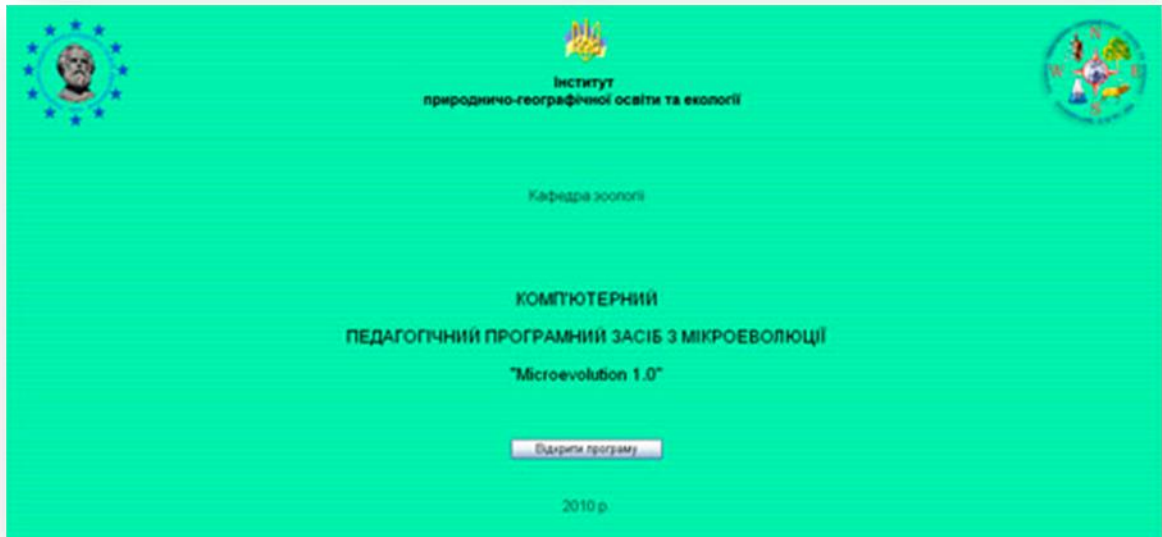 Інститут
природничо-географічної освіти та екології
Кафедра зоології
КОМП'ЮТЕРНИЙ
ПЕДАГОГІЧНИЙ ПРОГРАМНИЙ ЗАСІБ З МІКРОЕВОЛЮЦІЇ
"Microevolution 1.0"
Відкрити програму
2010 р.
N
W E
S